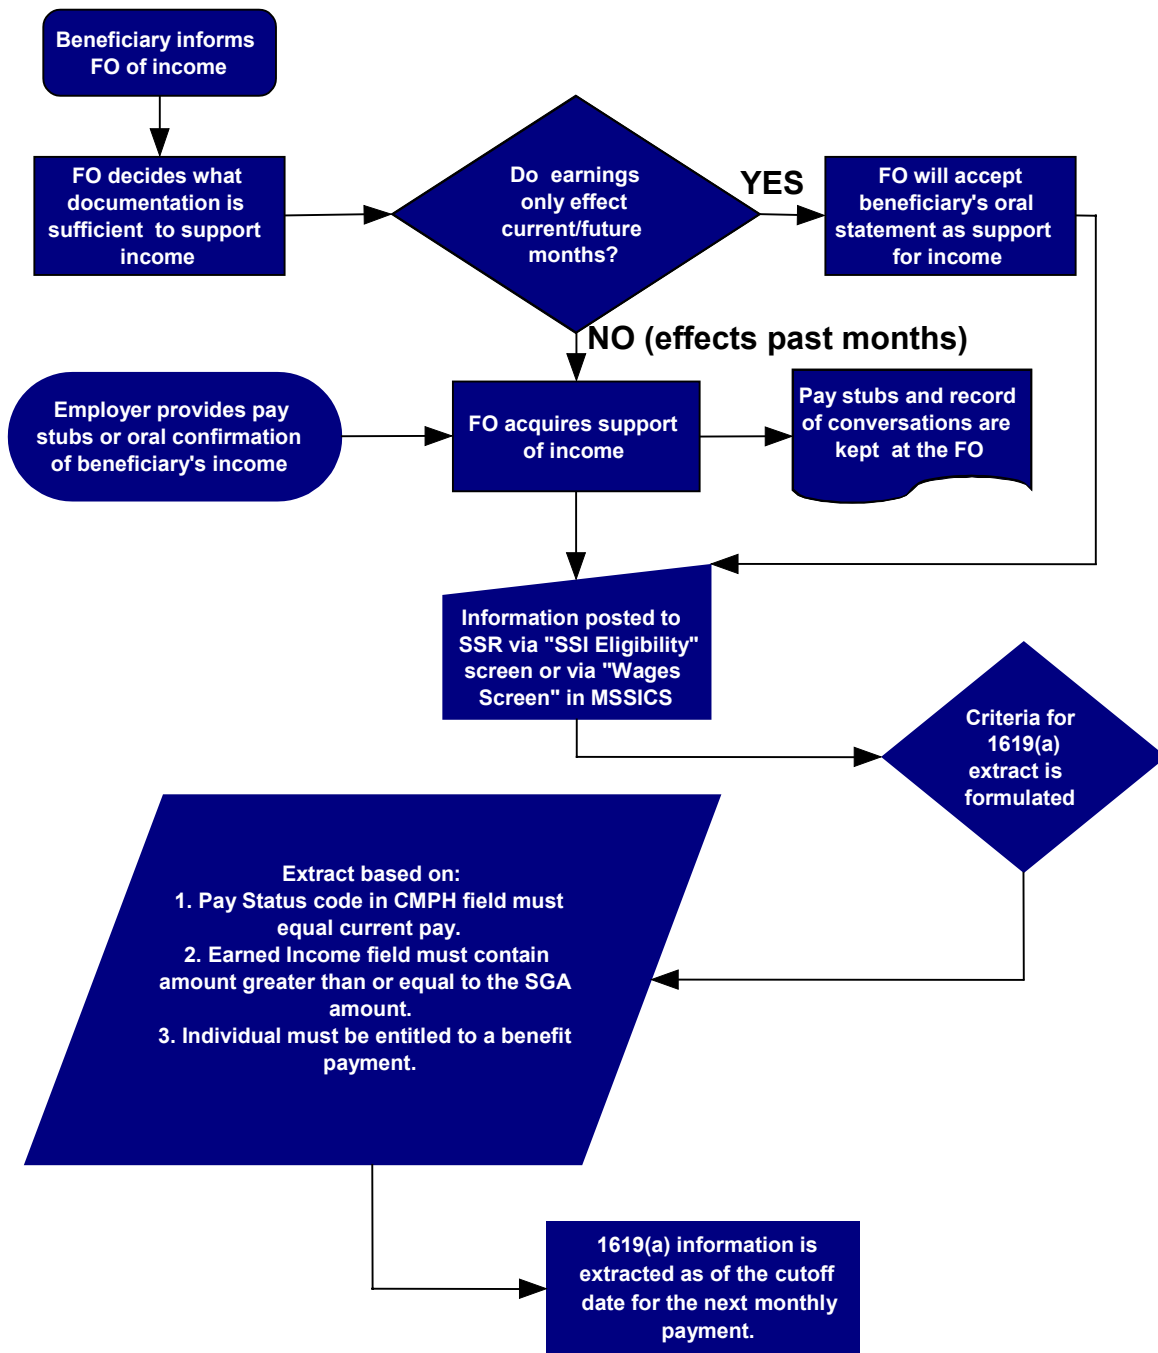 Beneficiary informs
FO of income
FO decides what
documentation is
sufficient to support
income
Do earnings
only effect
current/future
months?
YES
FO will accept
beneficiary's oral
statement as support
for income
NO (effects past months)
Employer provides pay
stubs or oral confirmation
of beneficiary's income
FO acquires support
of income
Pay stubs and record
of conversations are
kept at the FO
Information posted to
SSR via "SSI Eligibility"
screen or via "Wages
Screen" in MSSICS
Criteria for
1619(a)
extract is
formulated
Extract based on:
1. Pay Status code in CMPH field must
equal current pay.
2. Earned Income field must contain
amount greater than or equal to the SGA
amount.
3. Individual must be entitled to a benefit
payment.
1619(a) information is
extracted as of the cutoff
date for the next monthly
payment.